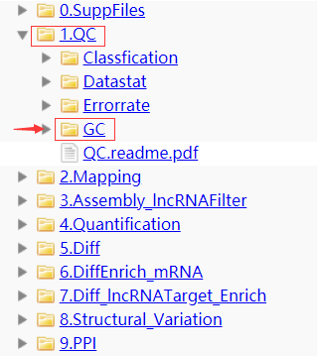 0.SuppFiles
1.QC
Classfication
Datastat
Errorrate
GC
QC.readme.pdf
2.Mapping
3.Assembly_lncRNAFilter
4.Quantification
5.Diff
6.DiffEnrich_mRNA
7.Diff_lncRNATarget_Enrich
8.Structural_Variation
9.PPI